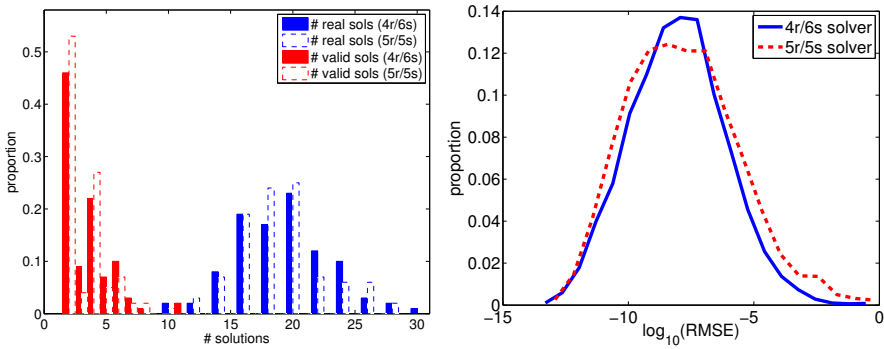 # real sols (4r/6s)
# real sols (5r/5s)
# valid sols (4r/6s)
# valid sols (5r/5s)
0.5
0.4
0.3
0.2
0.1
0
proportion
0 5 10 15 20 25 30
# solutions
4r/6s solver
5r/5s solver
0.14
0.12
0.1
0.08
0.06
0.04
0.02
0
proportion
−15 −10 −5 0
log10(RMSE)